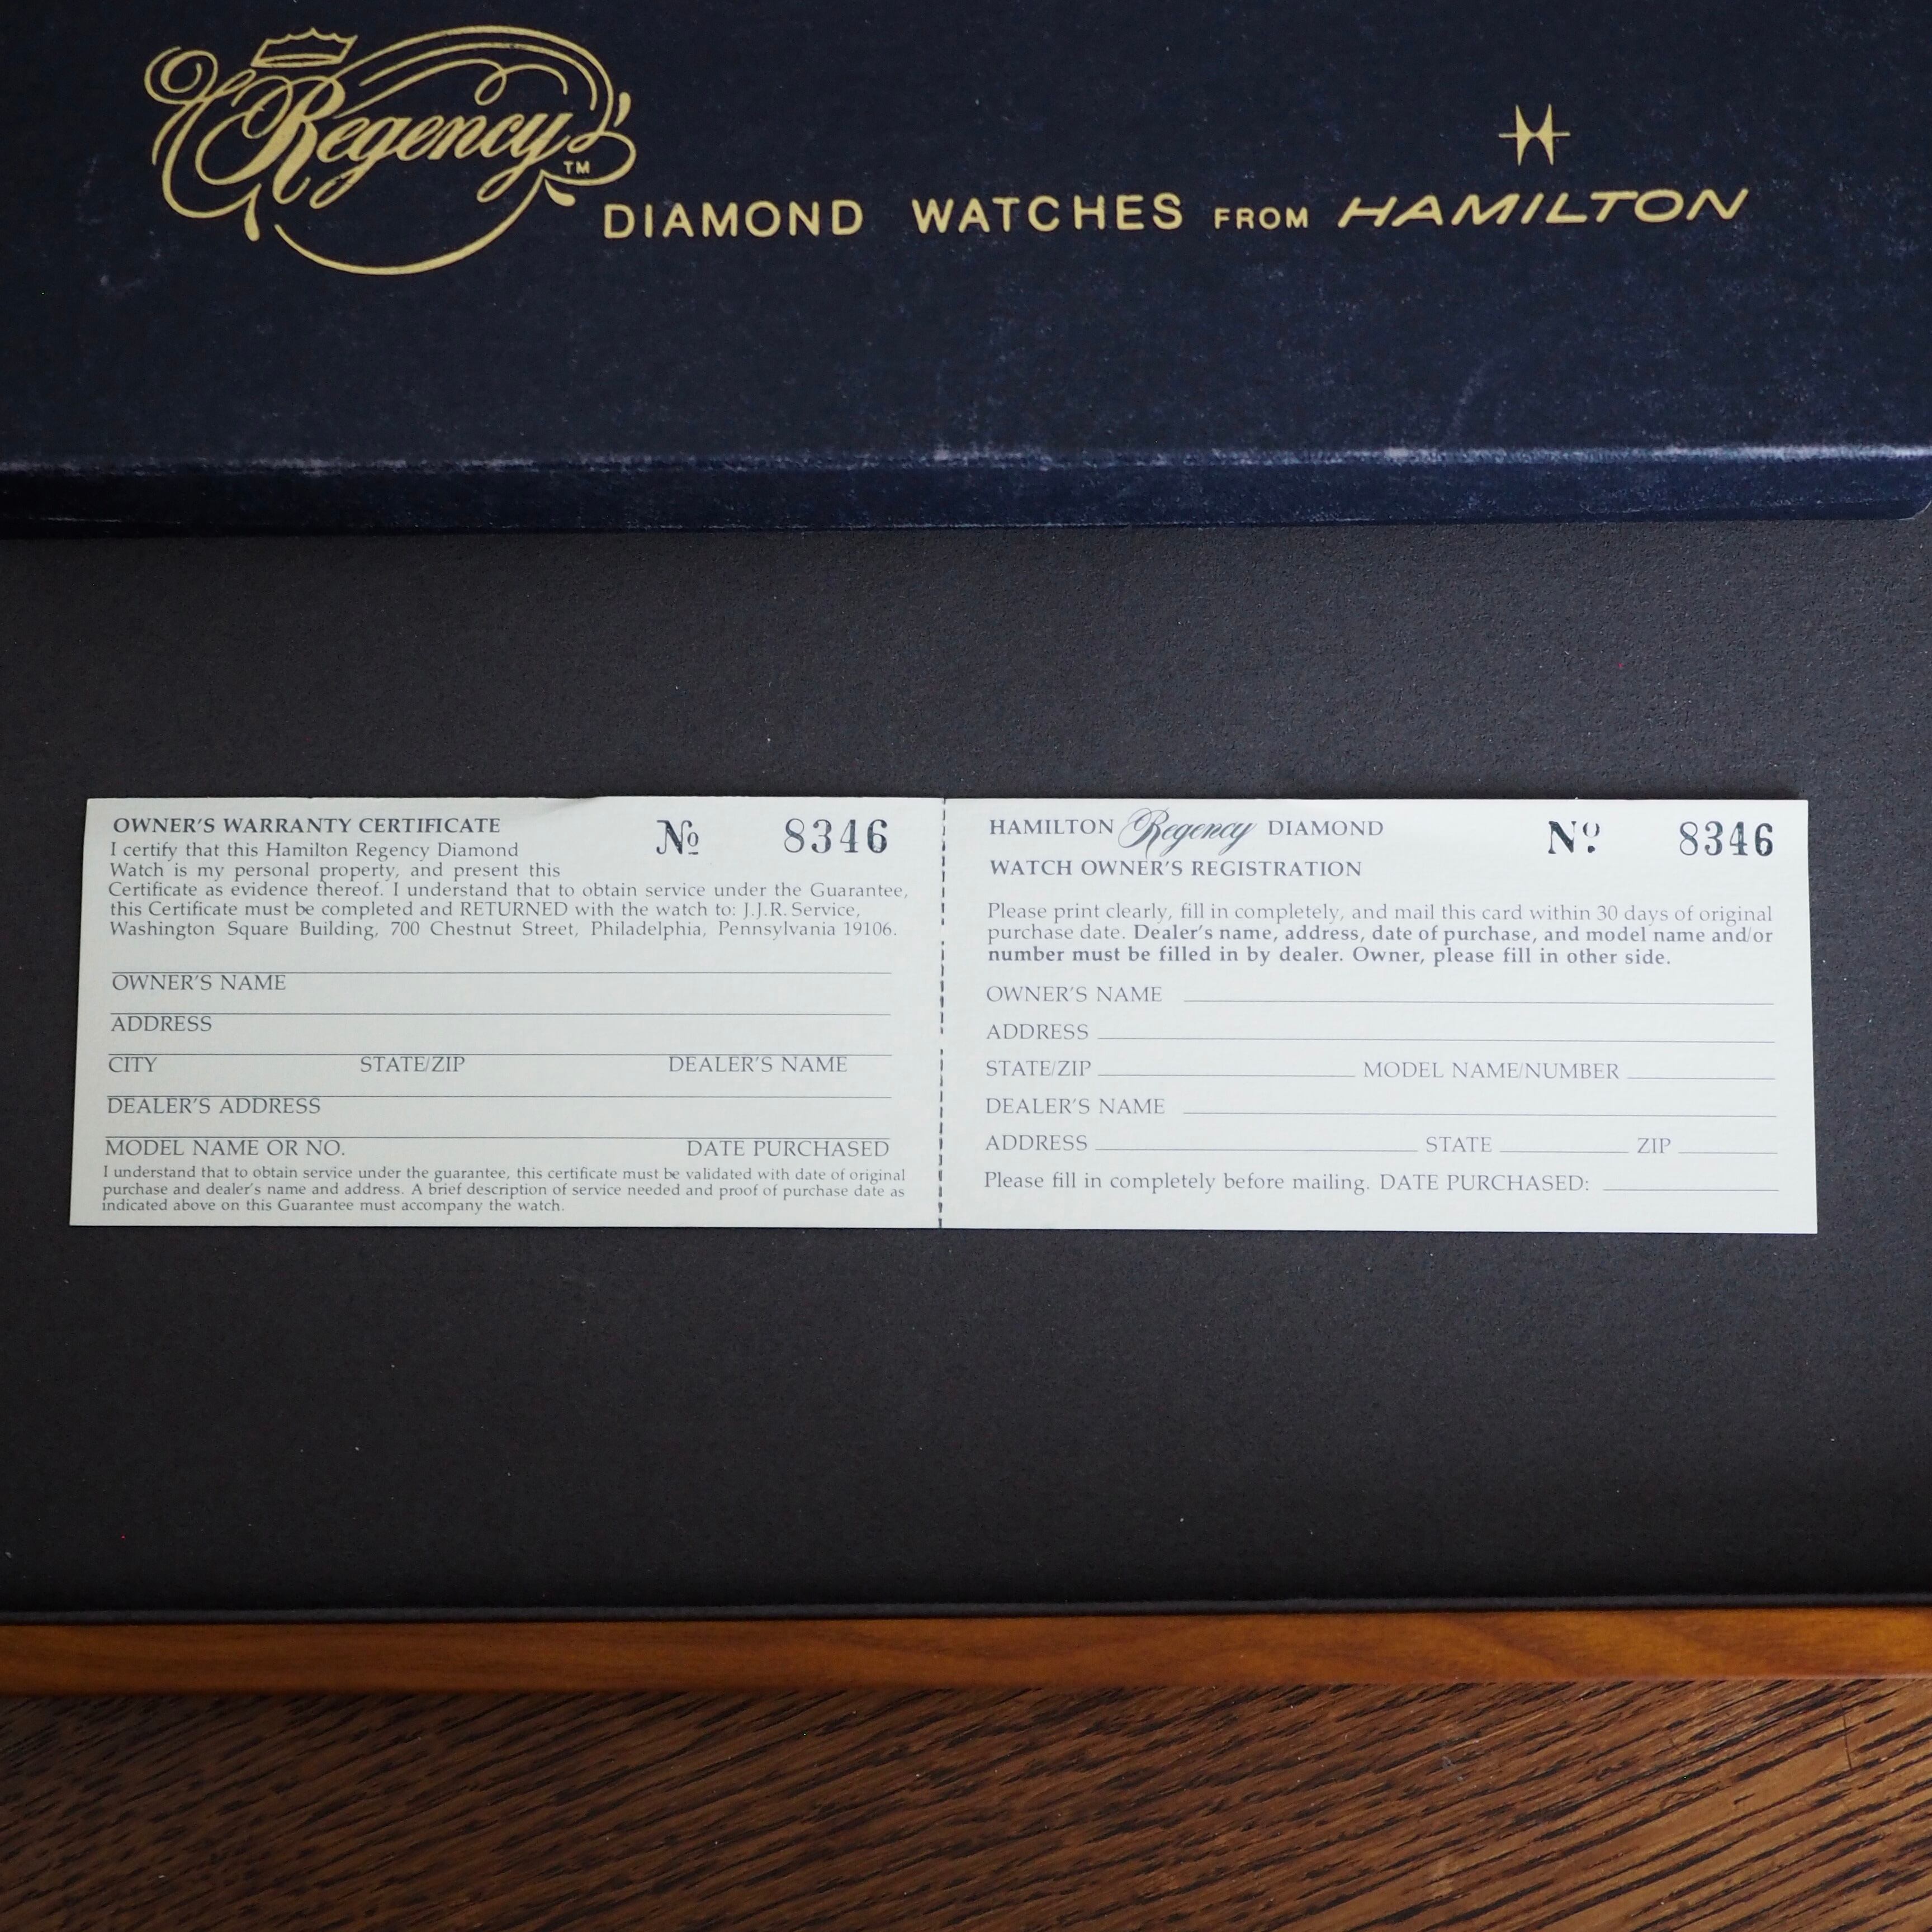 Regency TM
DIAMOND WATCHES FROM HAMILTON
OWNER'S WARRANTY CERTIFICATE
No 8346
I certify that this Hamilton Regency Diamond
Watch is my personal property, and present this
Certificate as evidence thereof. I understand that to obtain service under the Guarantee,
this Certificate must be completed and RETURNED with the watch to: J.J.R. Service,
Washington Square Building, 700 Chestnut Street, Philadelphia, Pennsylvania 19106.
OWNER'S NAME
ADDRESS
CITY STATE/ZIP DEALER'S NAME
DEALER'S ADDRESS
MODEL NAME OR NO. DATE PURCHASED
I understand that to obtain service under the guarantee, this certificate must be validated with date of original
purchase and dealer's name and address. A brief description of service needed and proof of purchase date as
indicated above on this Guarantee must accompany the watch.
HAMILTON Regency DIAMOND
No 8346
WATCH OWNER'S REGISTRATION
Please print clearly, fill in completely, and mail this card within 30 days of original
purchase date. Dealer's name, address, date of purchase, and model name and/or
number must be filled in by dealer. Owner, please fill in other side.
OWNER'S NAME
ADDRESS
STATE/ZIP MODEL NAME/NUMBER
DEALER'S NAME
ADDRESS STATE ZIP
Please fill in completely before mailing. DATE PURCHASED: